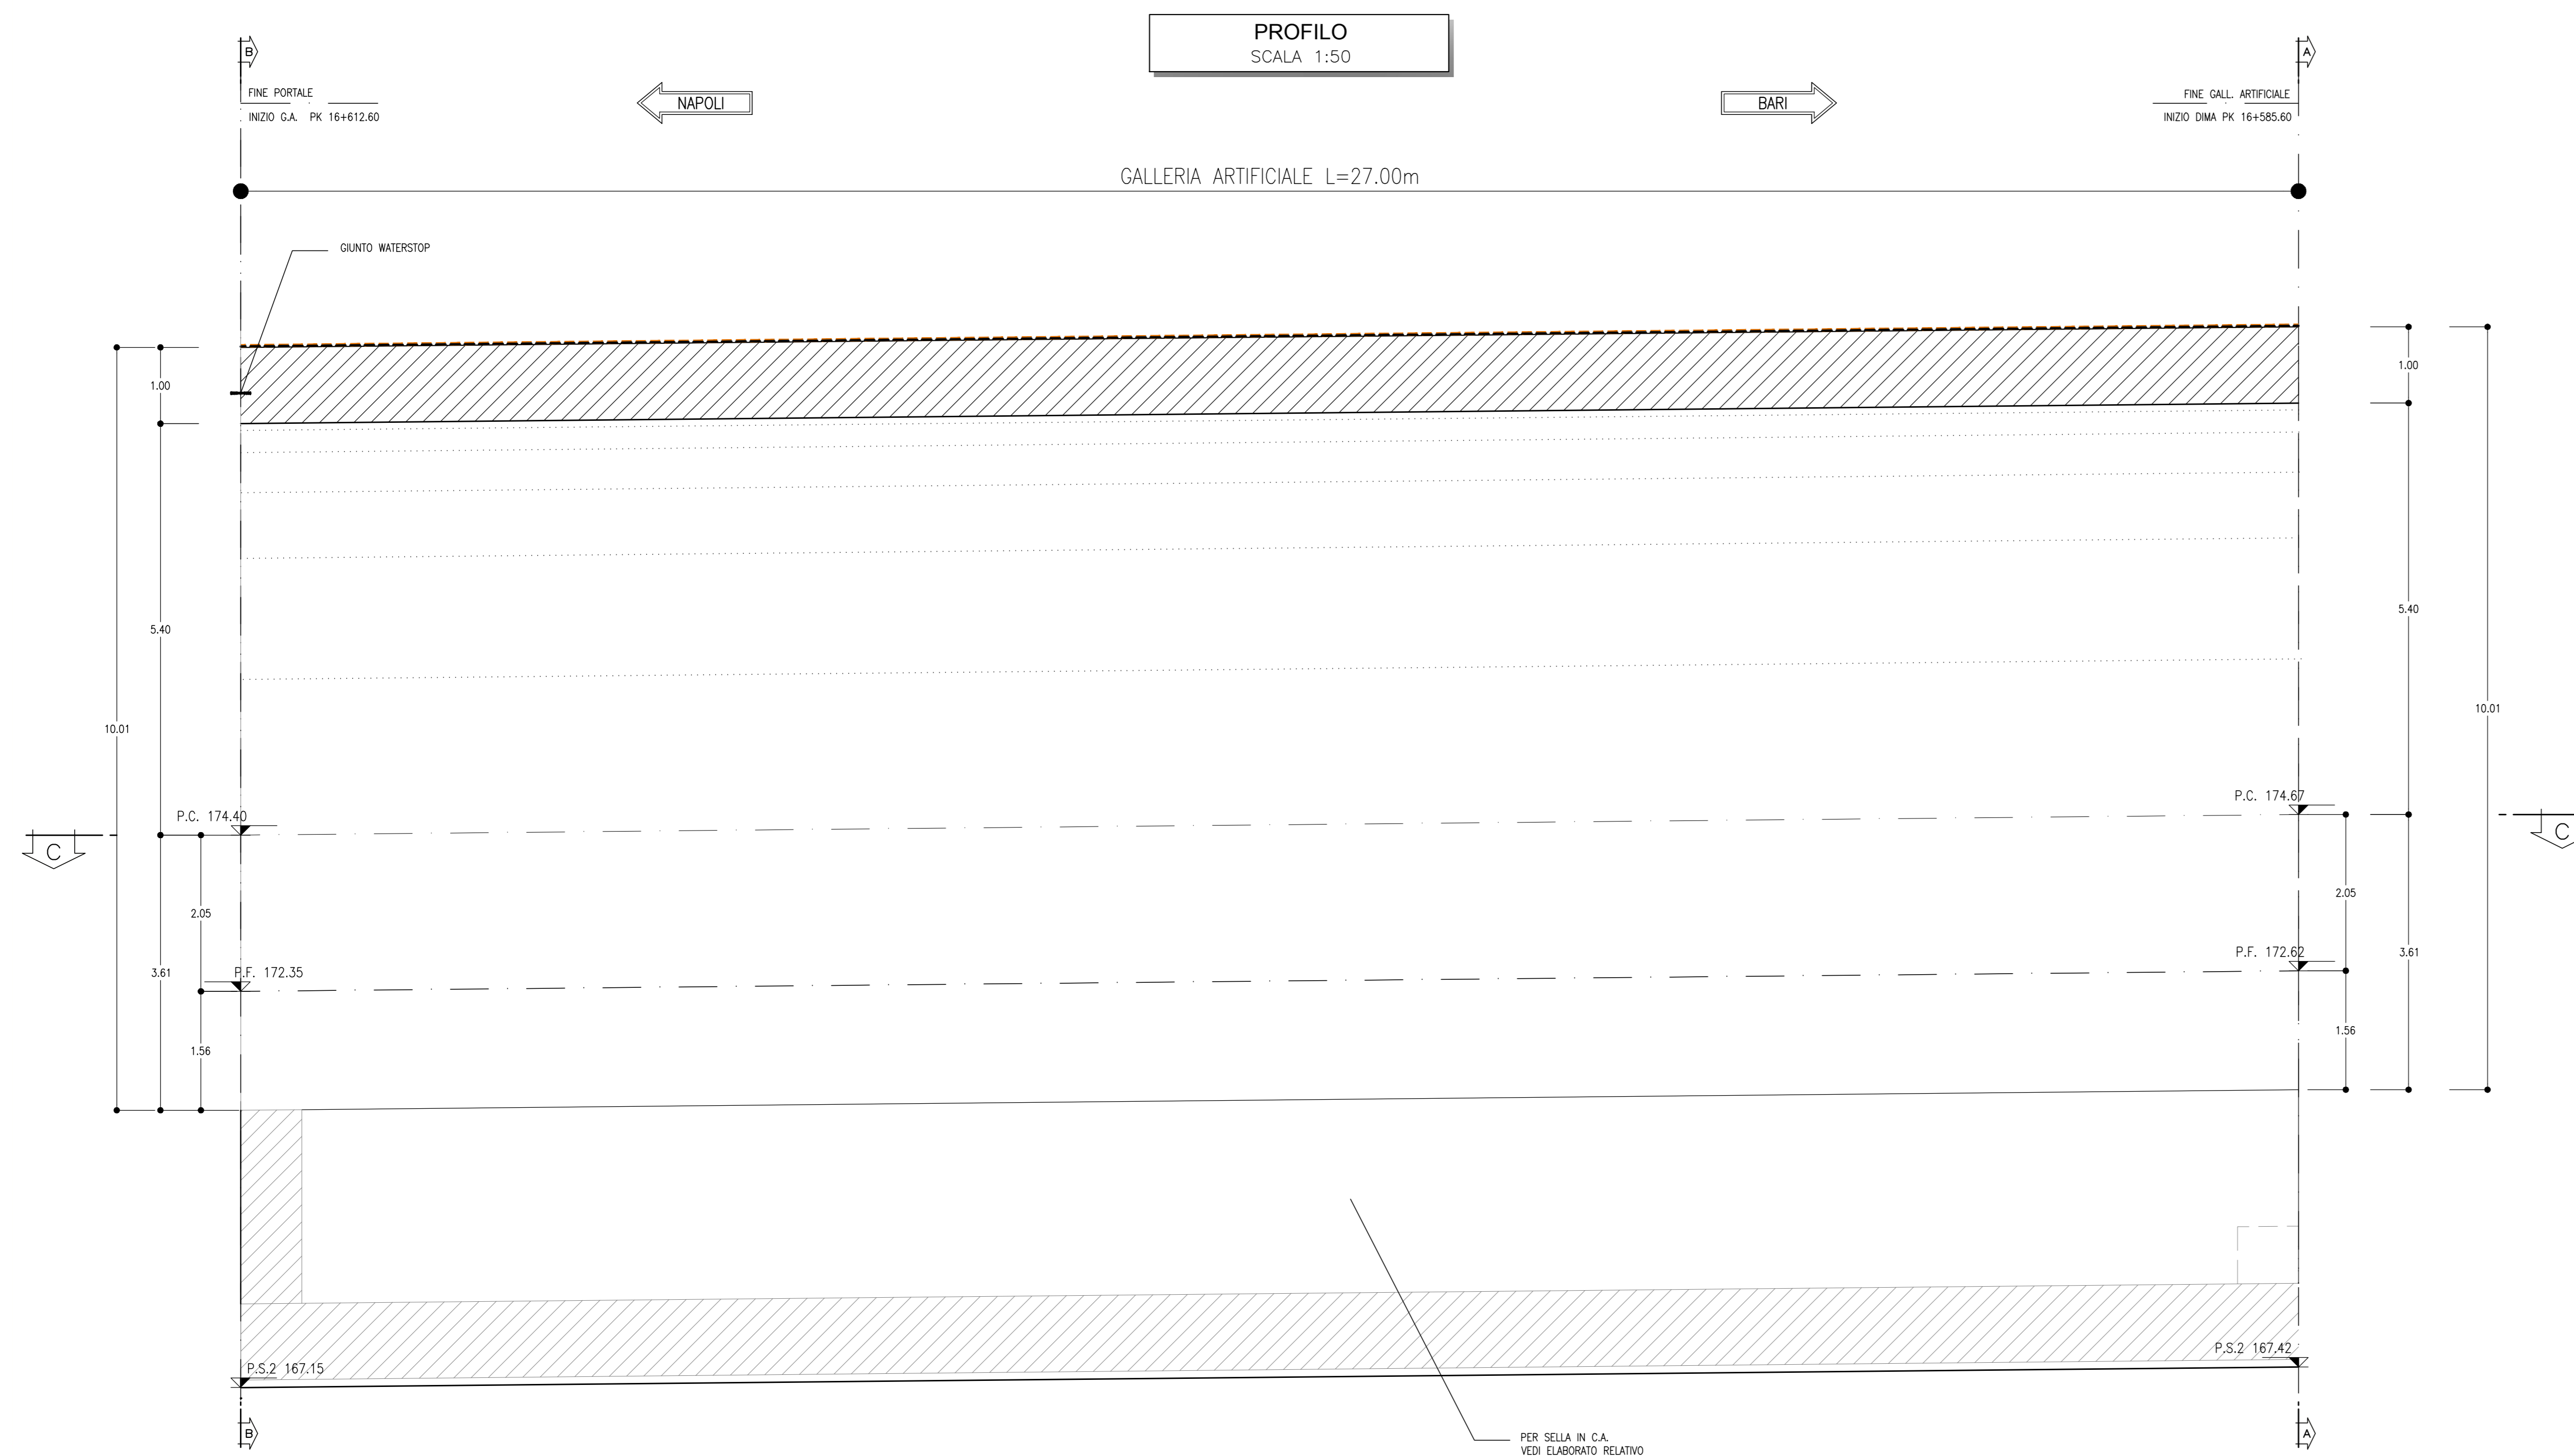 PROFILO
SCALA 1:50
B
A
FINE PORTALE
INIZIO G.A. PK 16+612.60
NAPOLI
BARI
FINE GALL. ARTIFICIALE
INIZIO DIMA PK 16+585.60
GALLERIA ARTIFICIALE L=27.00m
GIUNTO WATERSTOP
1.00
1.00
5.40
5.40
10.01
10.01
P.C. 174.40
P.C. 174.67
C
C
2.05
2.05
3.61
P.F. 172.35
P.F. 172.62
3.61
1.56
1.56
P.S.2 167.15
P.S.2 167.42
B
A
PER SELLA IN C.A.
VEDI ELABORATO RELATIVO